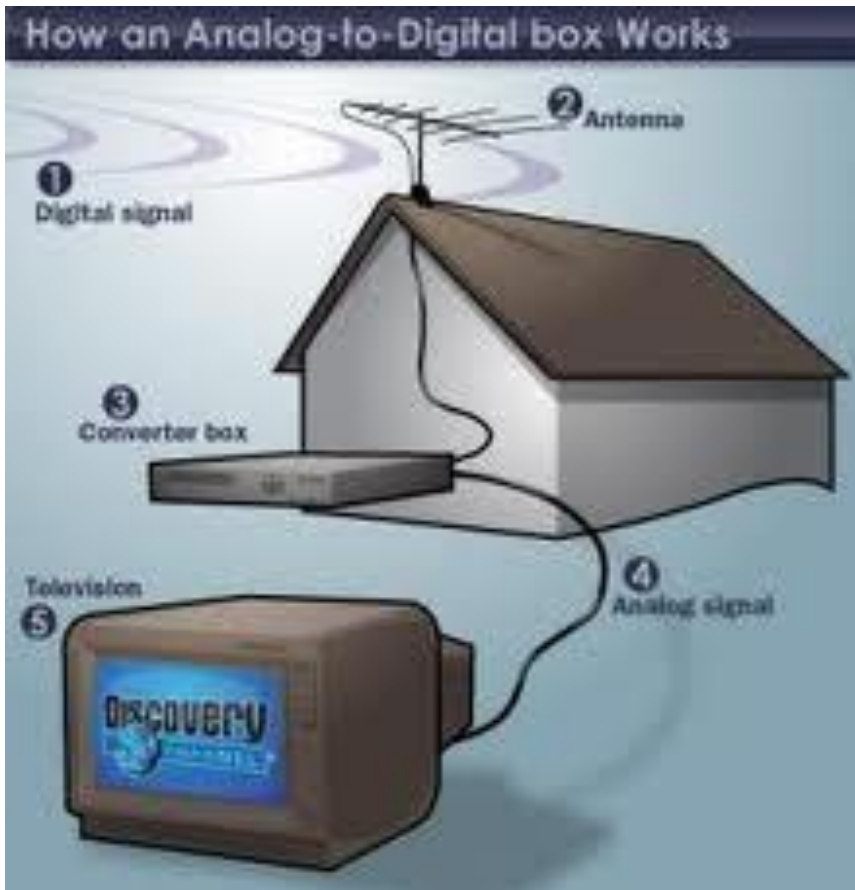 How an Analog-to-Digital box Works
1
Digital signal
2 Antenna
3
Converter box
4
Analog signal
Television
5
Discovery
CHANNEL